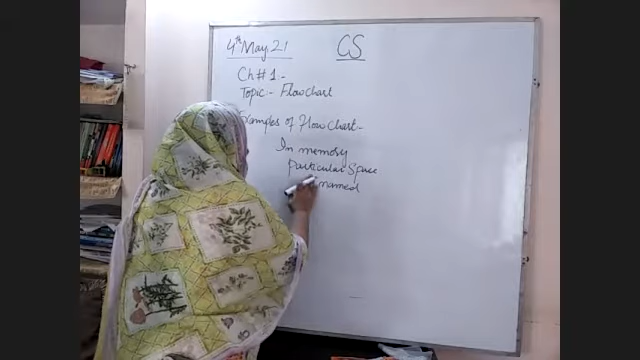 4th May, 21
CS
Ch # 1 -
Topic:- Flowchart
Examples of Flow Chart:-
In memory
Particular Space
named